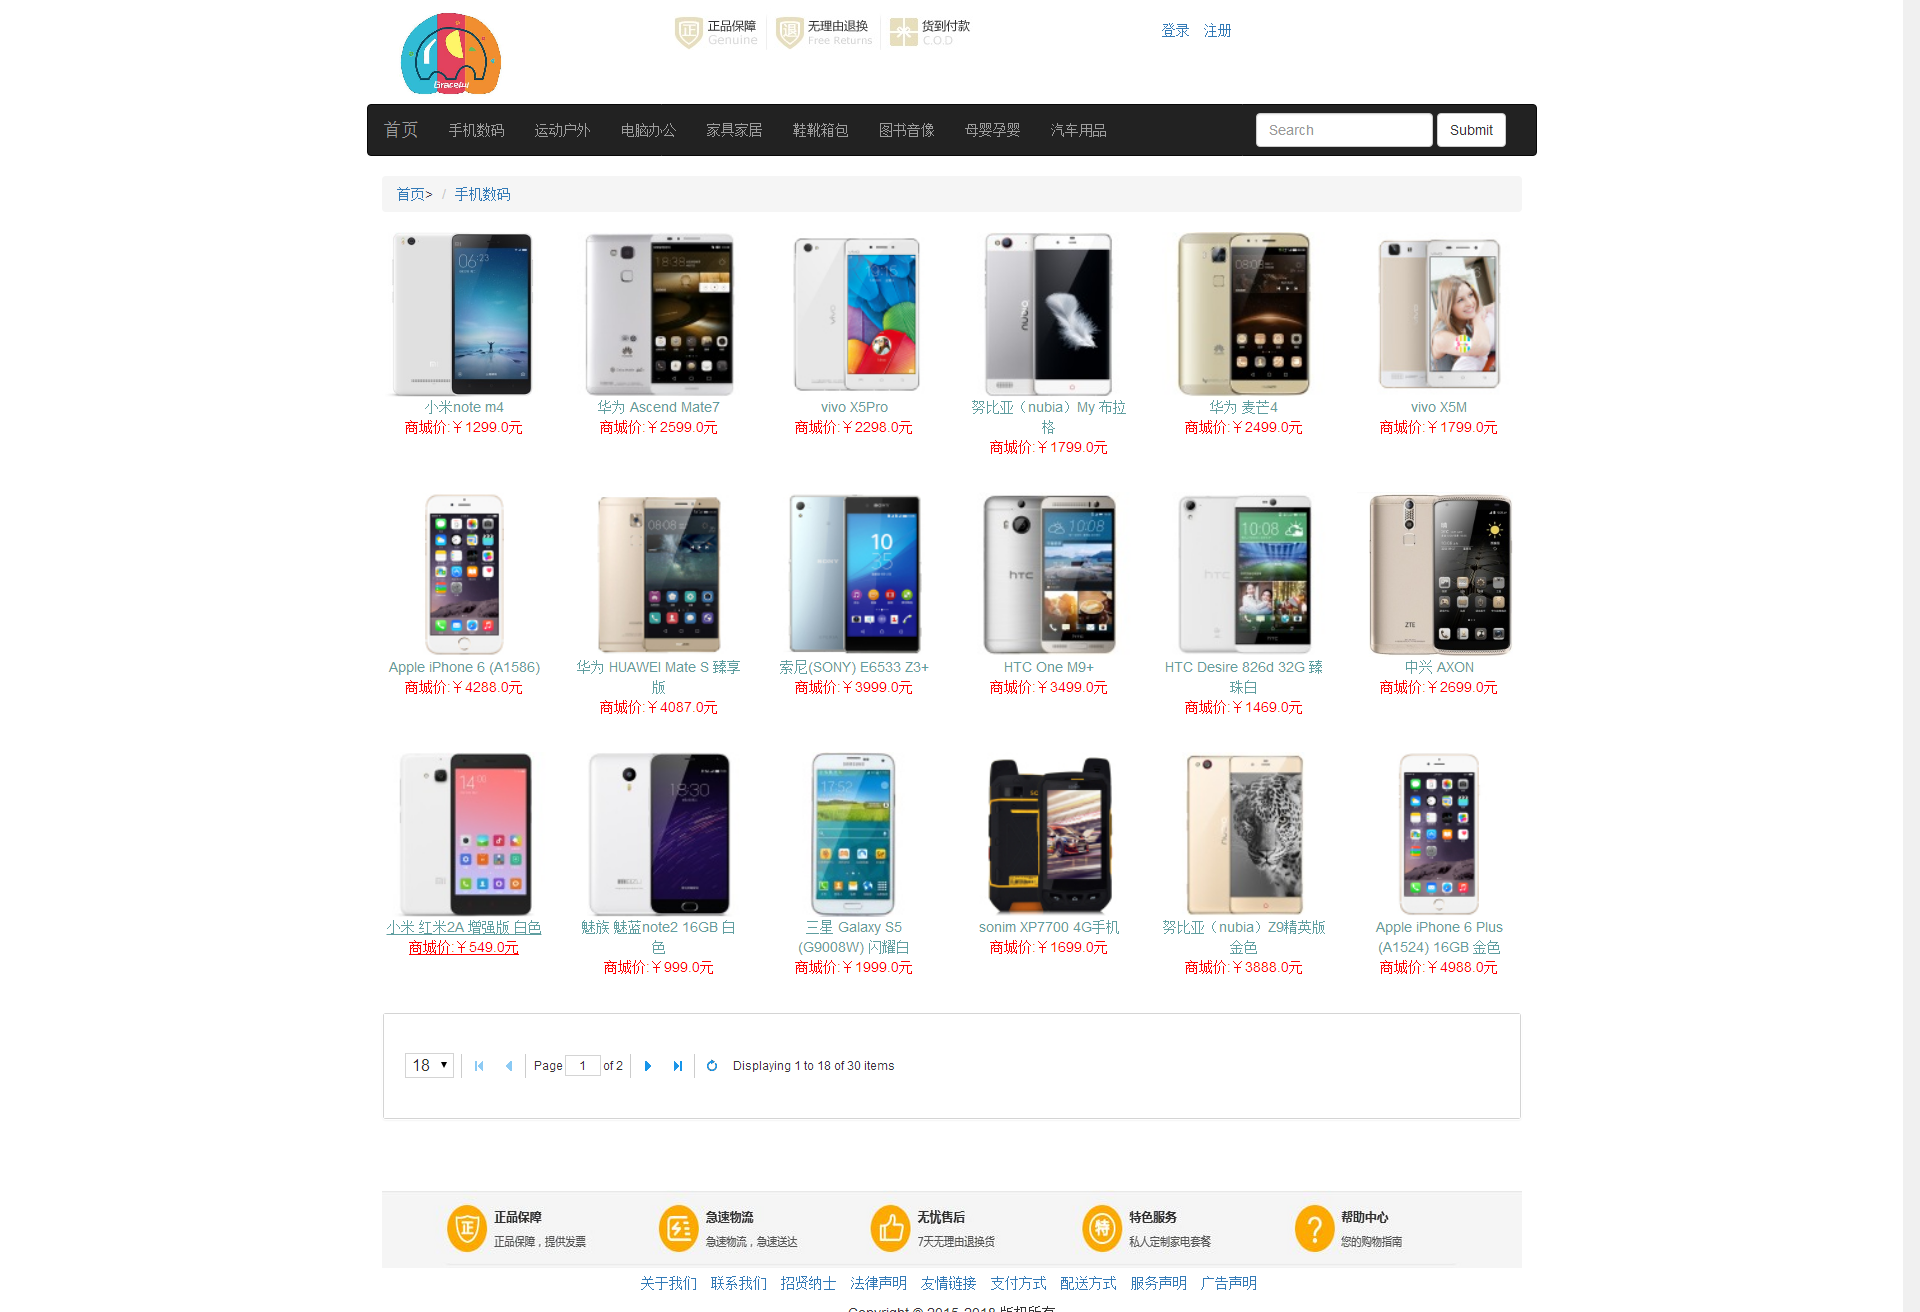 Graceful
正品保障
Genuine
无理由退换
Free Returns
货到付款
C.O.D
登录 注册
首页 手机数码 运动户外 电脑办公 家具家居 鞋靴箱包 图书音像 母婴孕婴 汽车用品 Search Submit
首页> / 手机数码
小米note m4
商城价:￥1299.0元
华为 Ascend Mate7
商城价:￥2599.0元
vivo X5Pro
商城价:￥2298.0元
努比亚（nubia）My 布拉
格
商城价:￥1799.0元
华为 麦芒4
商城价:￥2499.0元
vivo X5M
商城价:￥1799.0元
Apple iPhone 6 (A1586)
商城价:￥4288.0元
华为 HUAWEI Mate S 臻享
版
商城价:￥4087.0元
索尼(SONY) E6533 Z3+
商城价:￥3999.0元
HTC One M9+
商城价:￥3499.0元
HTC Desire 826d 32G 臻
珠白
商城价:￥1469.0元
中兴 AXON
商城价:￥2699.0元
小米 红米2A 增强版 白色
商城价:￥549.0元
魅族 魅蓝note2 16GB 白
色
商城价:￥999.0元
三星 Galaxy S5
(G9008W) 闪耀白
商城价:￥1999.0元
sonim XP7700 4G手机
商城价:￥1699.0元
努比亚（nubia）Z9精英版
金色
商城价:￥3888.0元
Apple iPhone 6 Plus
(A1524) 16GB 金色
商城价:￥4988.0元
18 Page 1 of 2 Displaying 1 to 18 of 30 items
正品保障
正品保障，提供发票
急速物流
急速物流，急速送达
无忧售后
7天无理由退换货
特色服务
私人定制家电套餐
帮助中心
您的购物指南
关于我们 联系我们 招贤纳士 法律声明 友情链接 支付方式 配送方式 服务声明 广告声明
Copyright © 2015-2018 版权所有